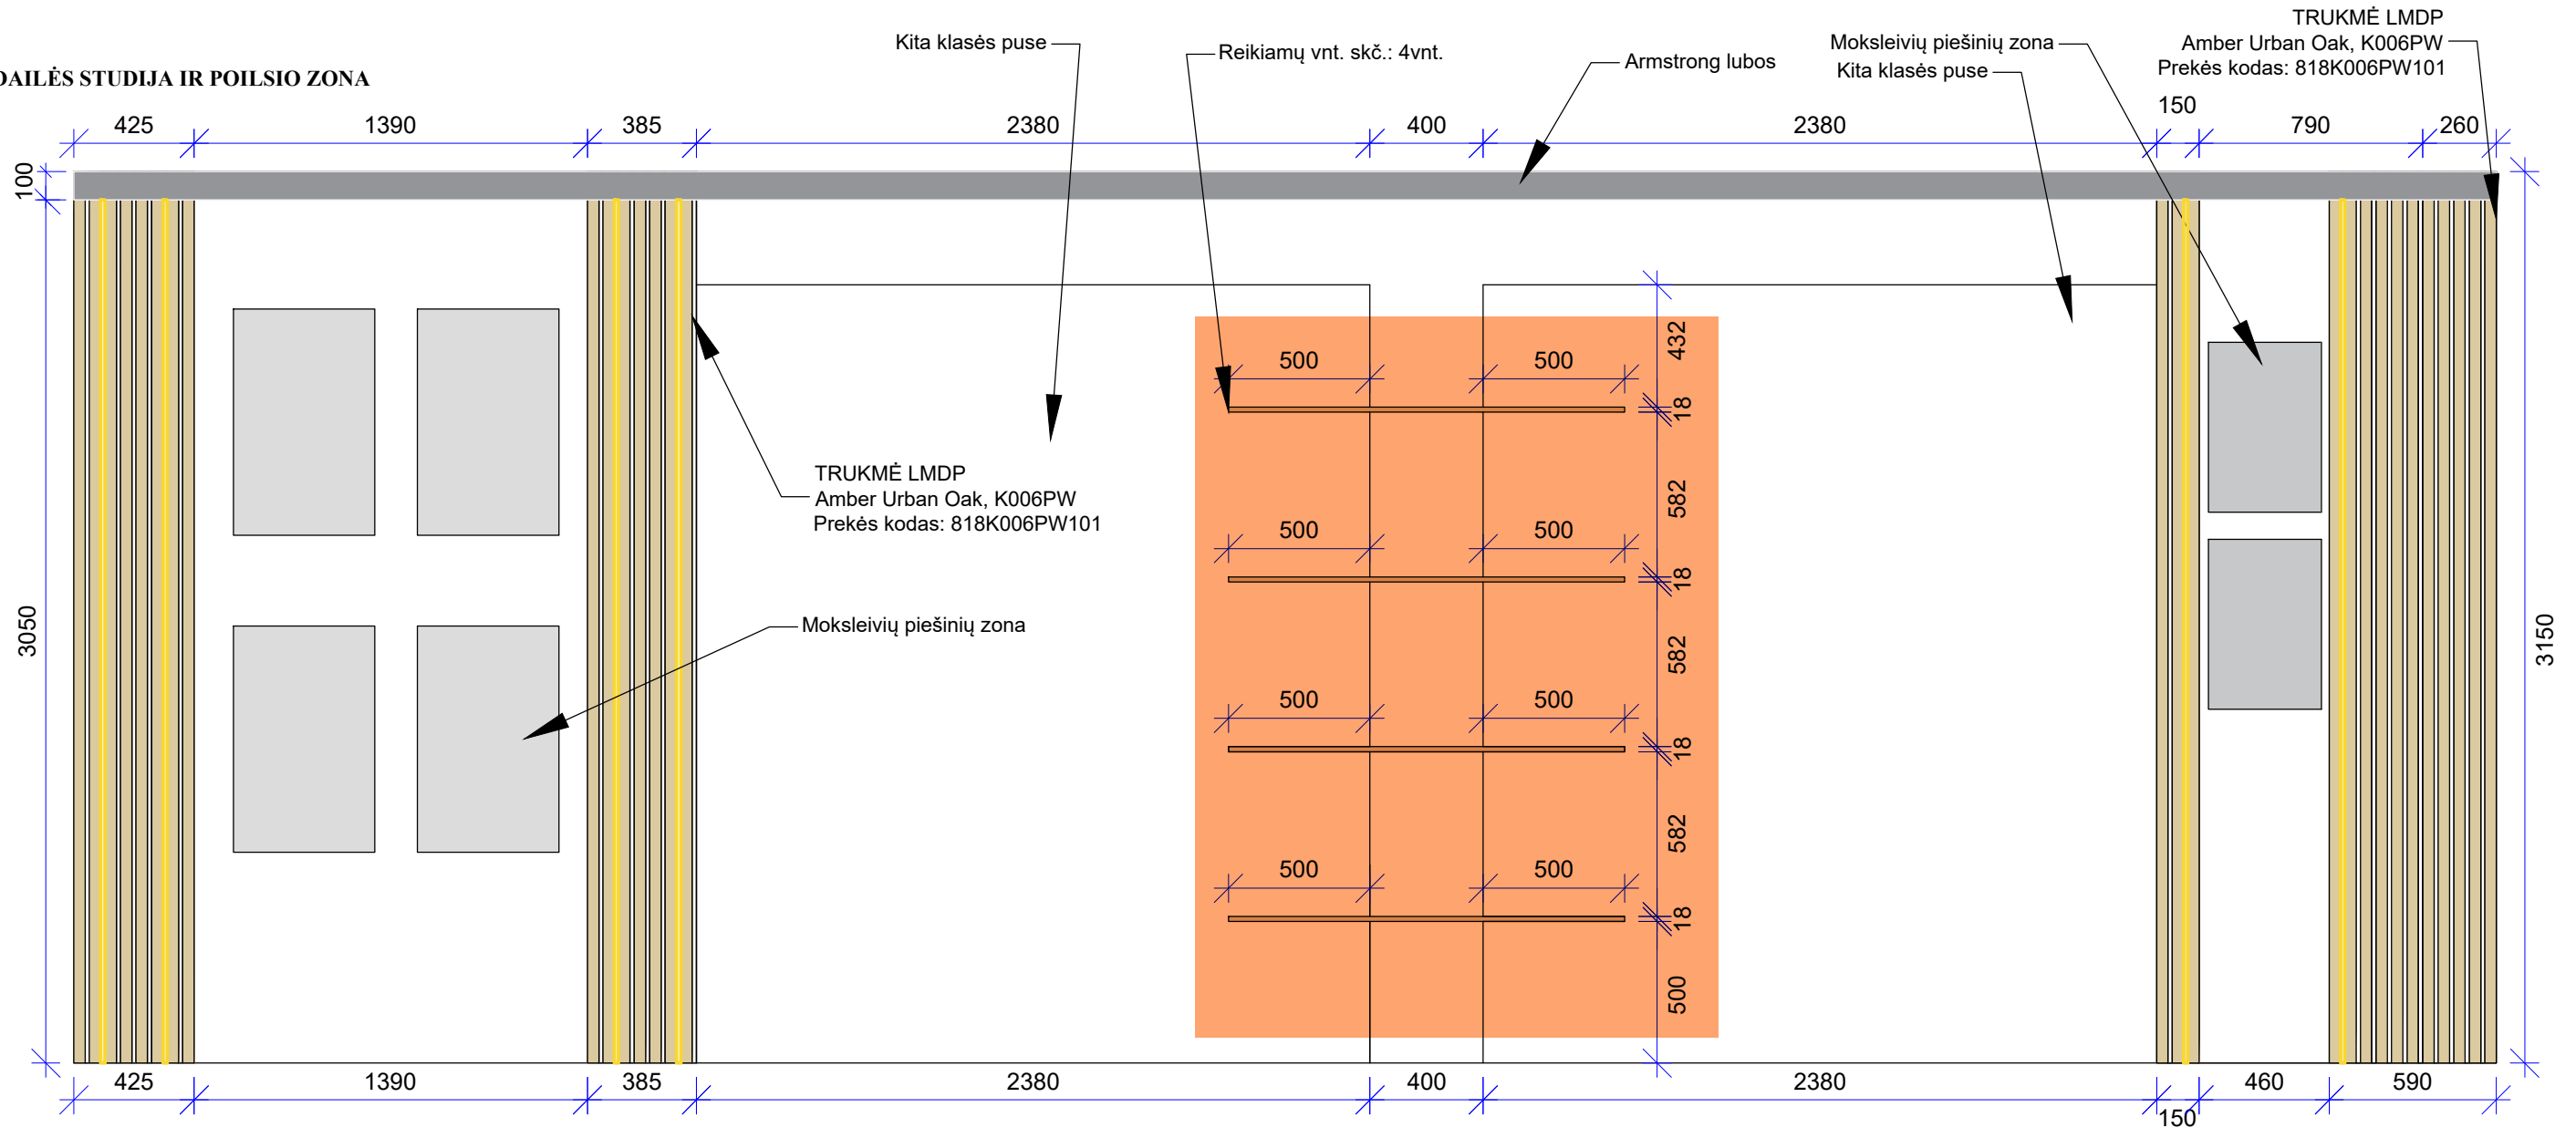 Kita klasės puse
Reikiamų vnt. skč.: 4vnt.
Armstrong lubos
Moksleivių piešinių zona
Kita klasės puse
TRUKMĖ LMDP
Amber Urban Oak, K006PW
Prekės kodas: 818K006PW101
DAILĖS STUDIJA IR POILSIO ZONA
425
1390
385
2380
400
2380
150
790
260
100
3050
3150
432
500
500
18
582
500
500
18
582
500
500
18
582
500
500
18
500
TRUKMĖ LMDP
Amber Urban Oak, K006PW
Prekės kodas: 818K006PW101
Moksleivių piešinių zona
425
1390
385
2380
400
2380
150
460
590